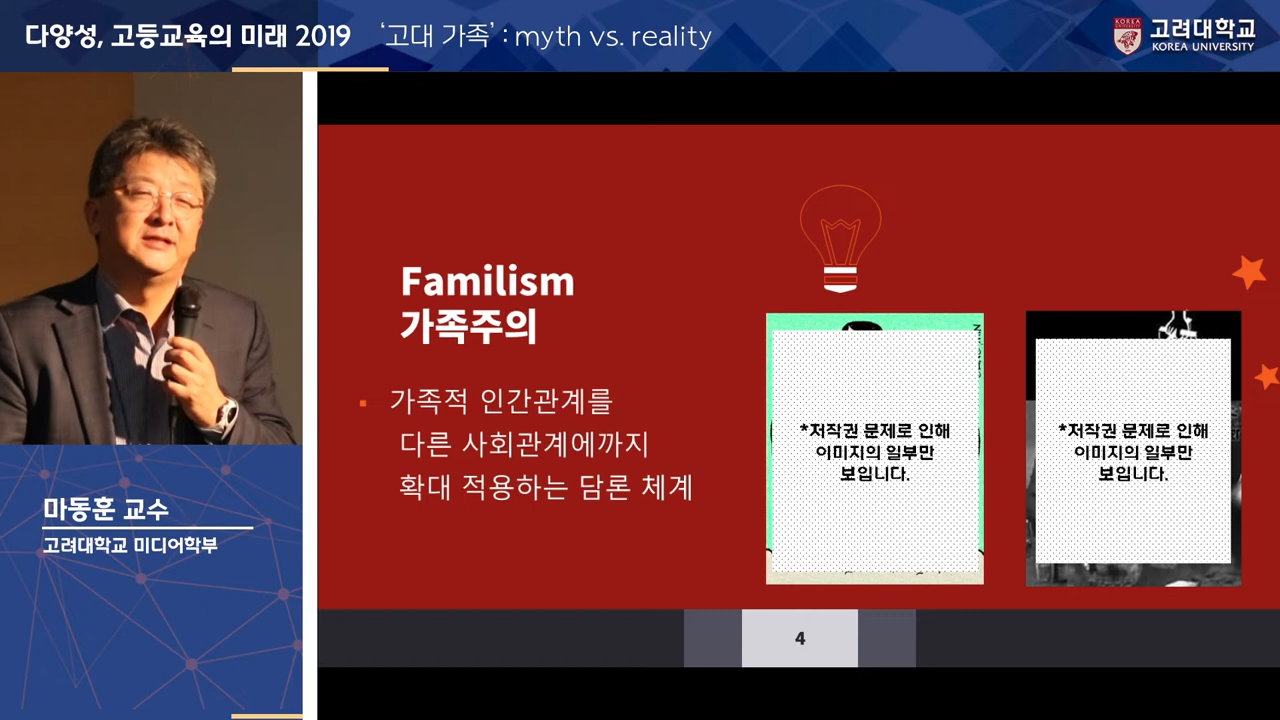 다양성, 고등교육의 미래 2019
‘고대 가족’ : myth vs. reality
KOREA
고려대학교
KOREA UNIVERSITY
Familism
가족주의
가족적 인간관계를
다른 사회관계에까지
확대 적용하는 담론 체계
*저작권 문제로 인해
이미지의 일부만
보입니다.
*저작권 문제로 인해
이미지의 일부만
보입니다.
마동훈 교수
고려대학교 미디어학부
4